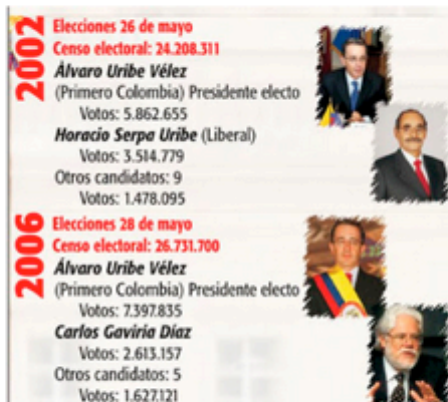 2002
Elecciones 26 de mayo
Censo electoral: 24.208.311
Álvaro Uribe Vélez
(Primero Colombia) Presidente electo
Votos: 5.862.655
Horacio Serpa Uribe (Liberal)
Votos: 3.514.779
Otros candidatos: 9
Votos: 1.478.095
2006
Elecciones 28 de mayo
Censo electoral: 26.731.700
Álvaro Uribe Vélez
(Primero Colombia) Presidente electo
Votos: 7.397.835
Carlos Gaviria Díaz
Votos: 2.613.157
Otros candidatos: 5
Votos: 1.627.121